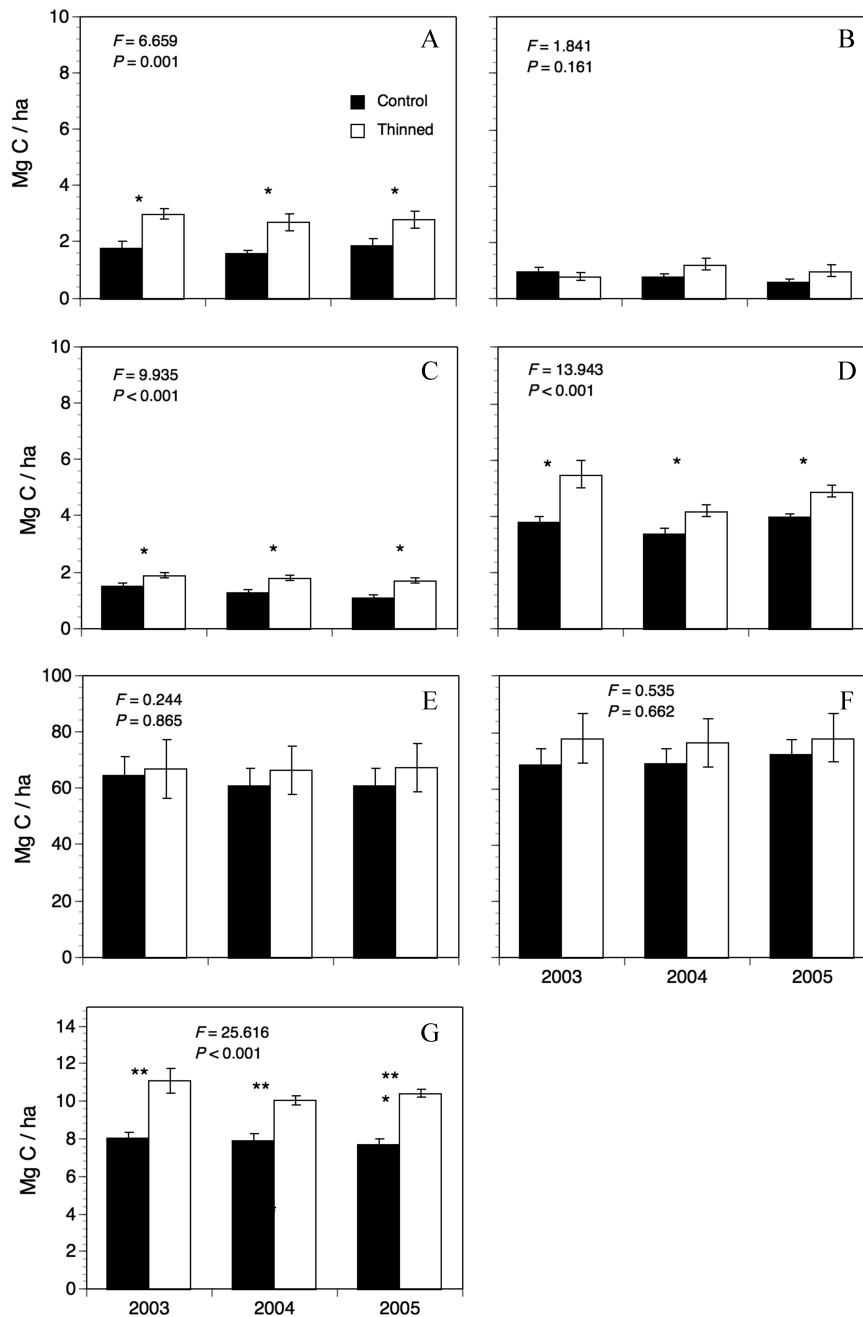 A
F = 6.659
P = 0.001
Control
Thinned
Mg C / ha
10
8
6
4
2
0
* * *
B
F = 1.841
P = 0.161
C
F = 9.935
P < 0.001
Mg C / ha
10
8
6
4
2
0
* * *
D
F = 13.943
P < 0.001
* * *
E
F = 0.244
P = 0.865
Mg C / ha
100
80
60
40
20
0
F
F = 0.535
P = 0.662
2003 2004 2005
G
F = 25.616
P < 0.001
Mg C / ha
14
12
10
8
6
4
2
0
** ** **
*
2003 2004 2005